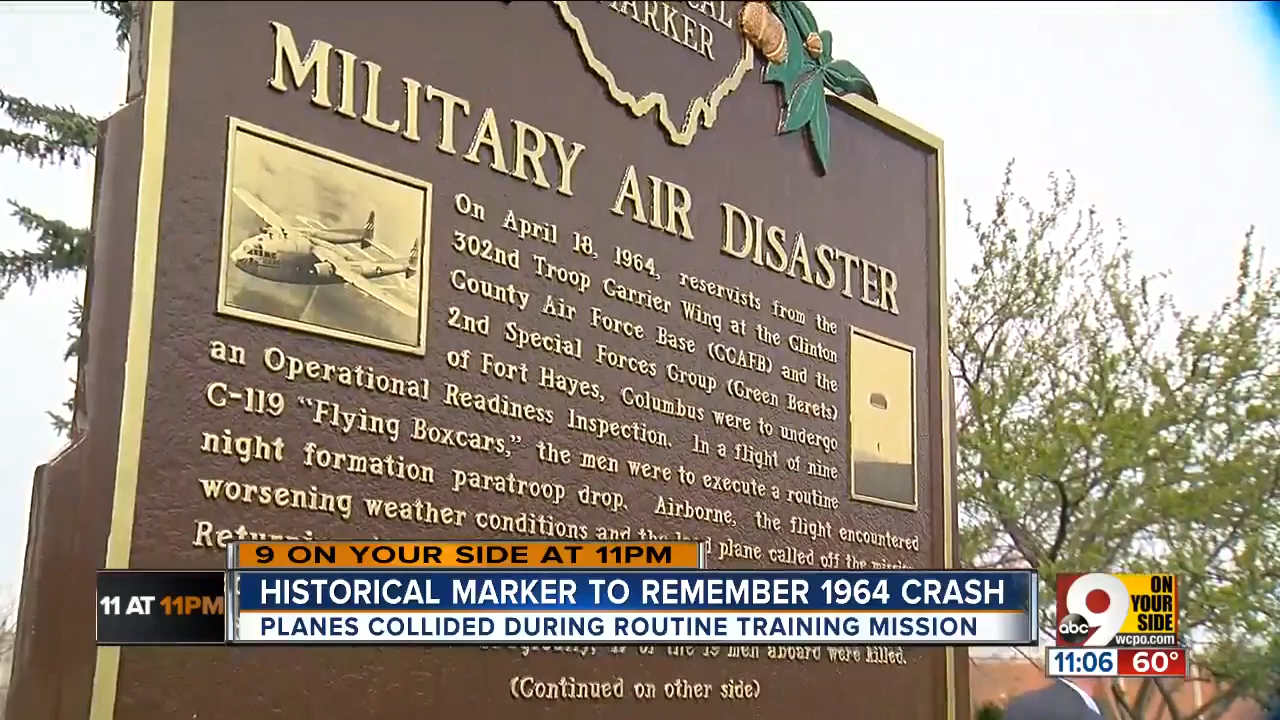 MARKER
MILITARY AIR DISASTER
On April 18, 1964, reservists from the
302nd Troop Carrier Wing at the Clinton
County Air Force Base (CCAFB) and the
2nd Special Forces Group (Green Berets)
of Fort Hayes, Columbus were to undergo
an Operational Readiness Inspection. In a flight of nine
C-119 “Flying Boxcars,” the men were to execute a routine
night formation paratroop drop. Airborne, the flight encountered
worsening weather conditions and the lead plane called off the
men aboard were killed.
(Continued on other side)
9 ON YOUR SIDE AT 11PM
11 AT 11PM
HISTORICAL MARKER TO REMEMBER 1964 CRASH
PLANES COLLIDED DURING ROUTINE TRAINING MISSION
abc 9 ON
YOUR
SIDE
wcpo.com
11:06 60°